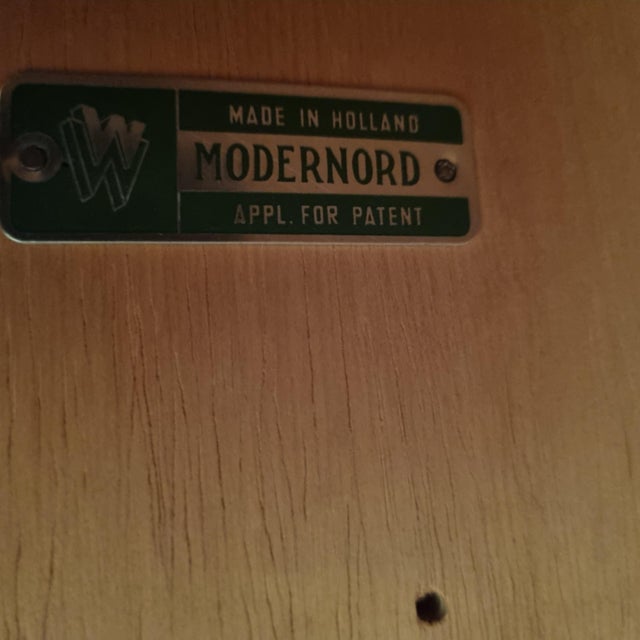 W
MADE IN HOLLAND
MODERNORD
APPL. FOR PATENT